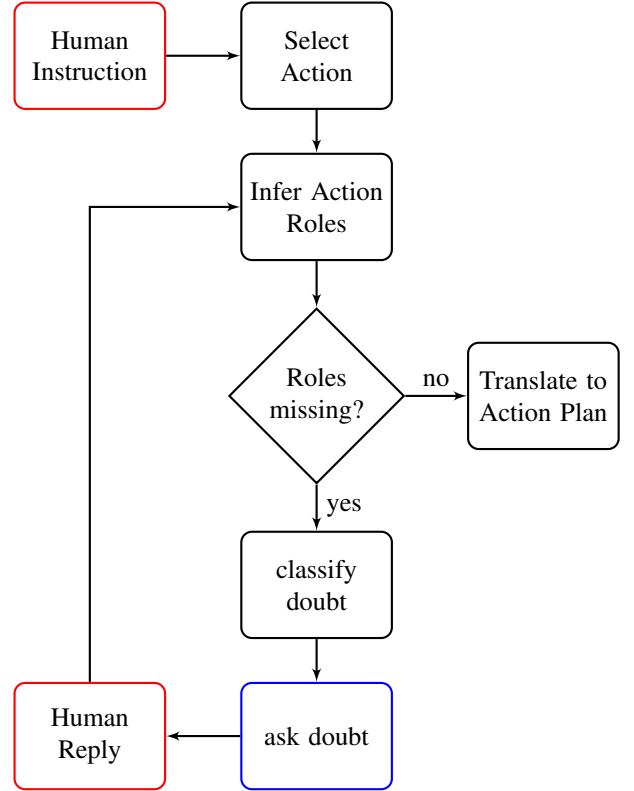 Human
Instruction
Select
Action
Infer Action
Roles
Roles
missing?
no
Translate to
Action Plan
yes
classify
doubt
Human
Reply
ask doubt